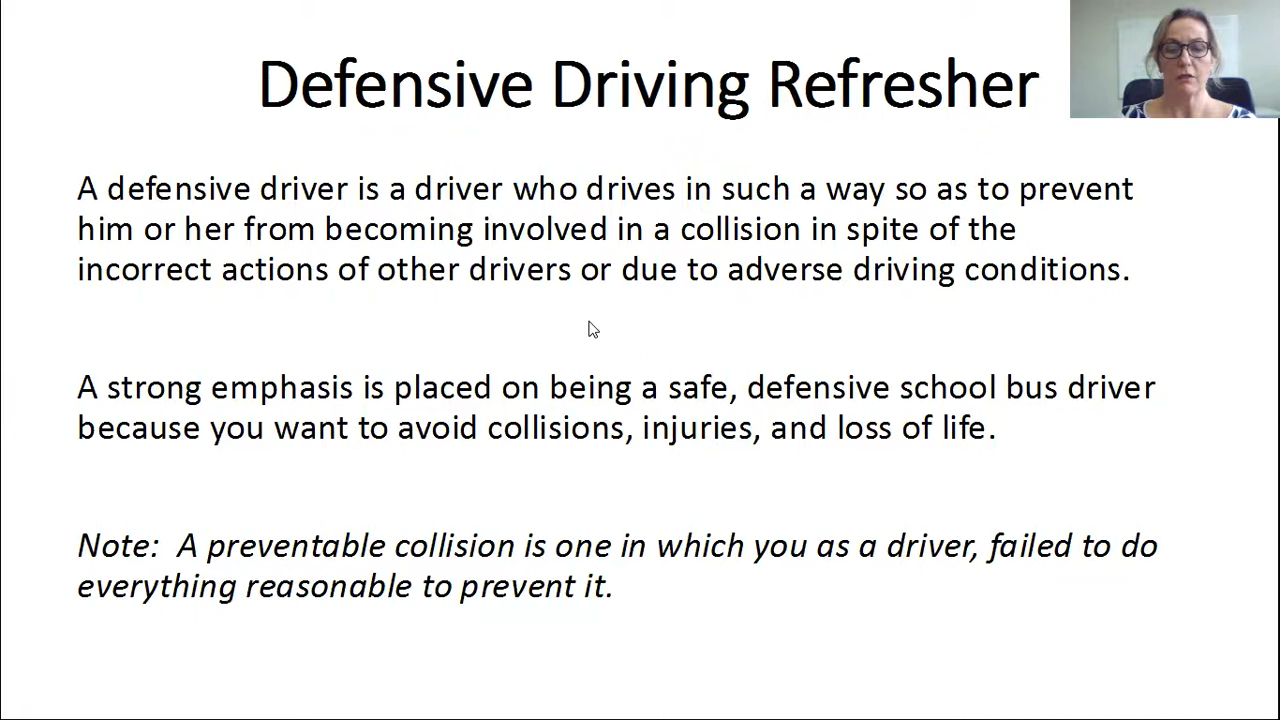 Defensive Driving Refresher
A defensive driver is a driver who drives in such a way so as to prevent
him or her from becoming involved in a collision in spite of the
incorrect actions of other drivers or due to adverse driving conditions.
A strong emphasis is placed on being a safe, defensive school bus driver
because you want to avoid collisions, injuries, and loss of life.
Note:  A preventable collision is one in which you as a driver, failed to do
everything reasonable to prevent it.